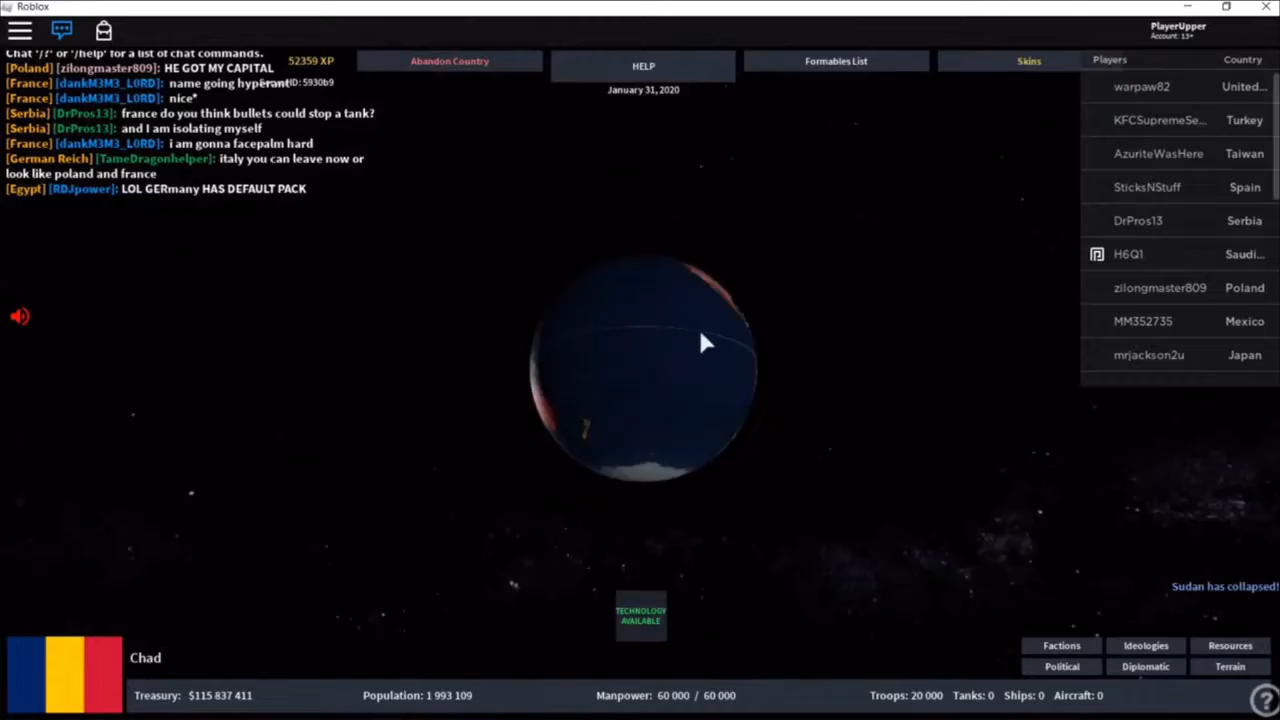 Roblox
PlayerUpper
Account: 13+
Chat '/?' or '/help' for a list of chat commands.
[Poland] [zilongmaster809]: HE GOT MY CAPITAL
[France] [dankM3M3_L0RD]: name going hyperant
[France] [dankM3M3_L0RD]: nice*
[Serbia] [DrPros13]: france do you think bullets could stop a tank?
[Serbia] [DrPros13]: and I am isolating myself
[France] [dankM3M3_L0RD]: i am gonna facepalm hard
[German Reich] [TameDragonhelper]: italy you can leave now or
look like poland and france
[Egypt] [RDJpower]: LOL GERmany HAS DEFAULT PACK
52359 XP
ID: 5930b9
Abandon Country
HELP
Formables List
Skins
January 31, 2020
Players Country
warpaw82 United...
KFCSupremeSe... Turkey
AzuriteWasHere Taiwan
SticksNStuff Spain
DrPros13 Serbia
H6Q1 Saudi...
zilongmaster809 Poland
MM352735 Mexico
mrjackson2u Japan
Sudan has collapsed!
TECHNOLOGY
AVAILABLE
Chad
Factions Ideologies Resources
Political Diplomatic Terrain
Treasury: $115 837 411 Population: 1 993 109 Manpower: 60 000 / 60 000 Troops: 20 000 Tanks: 0 Ships: 0 Aircraft: 0
?